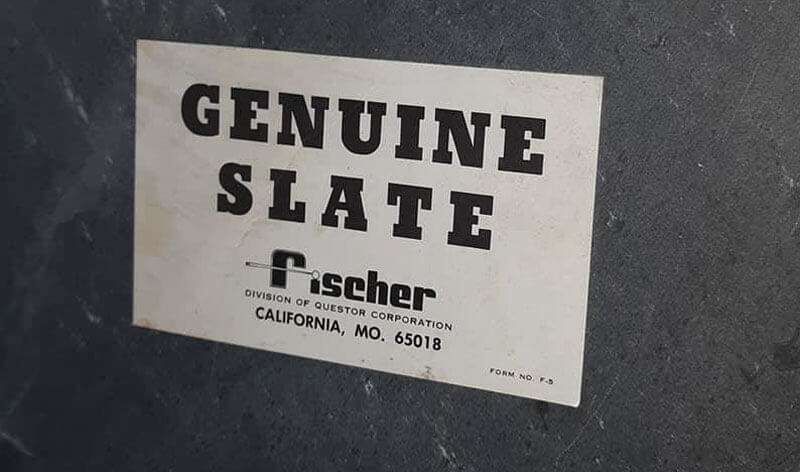 GENUINE
SLATE
fischer
DIVISION OF QUESTOR CORPORATION
CALIFORNIA, MO. 65018
FORM NO. F-5